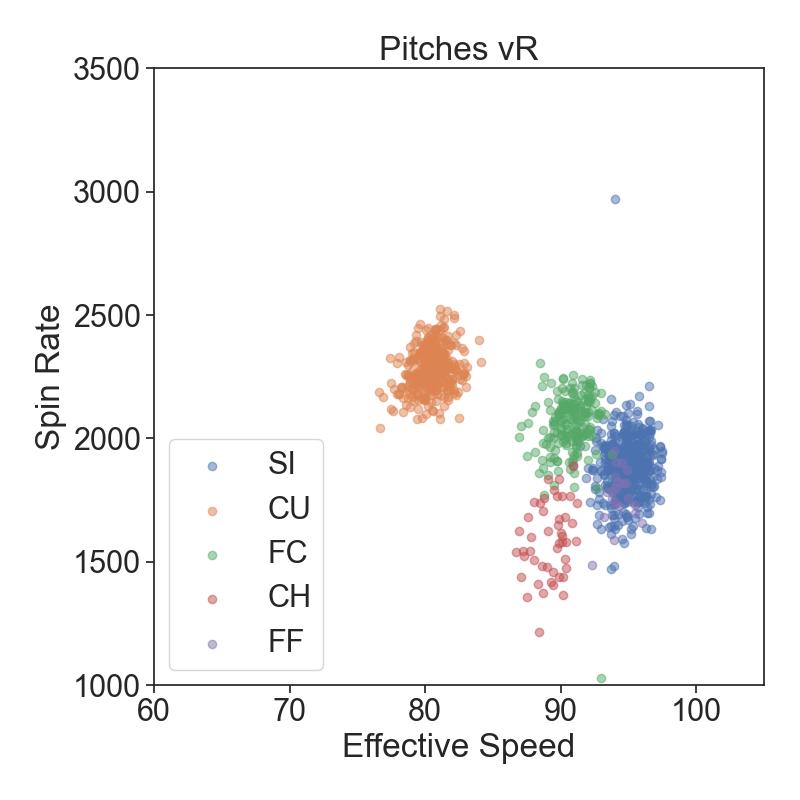 Pitches vR
3500
3000
2500
2000
1500
1000
Spin Rate
SI
CU
FC
CH
FF
60 70 80 90 100
Effective Speed